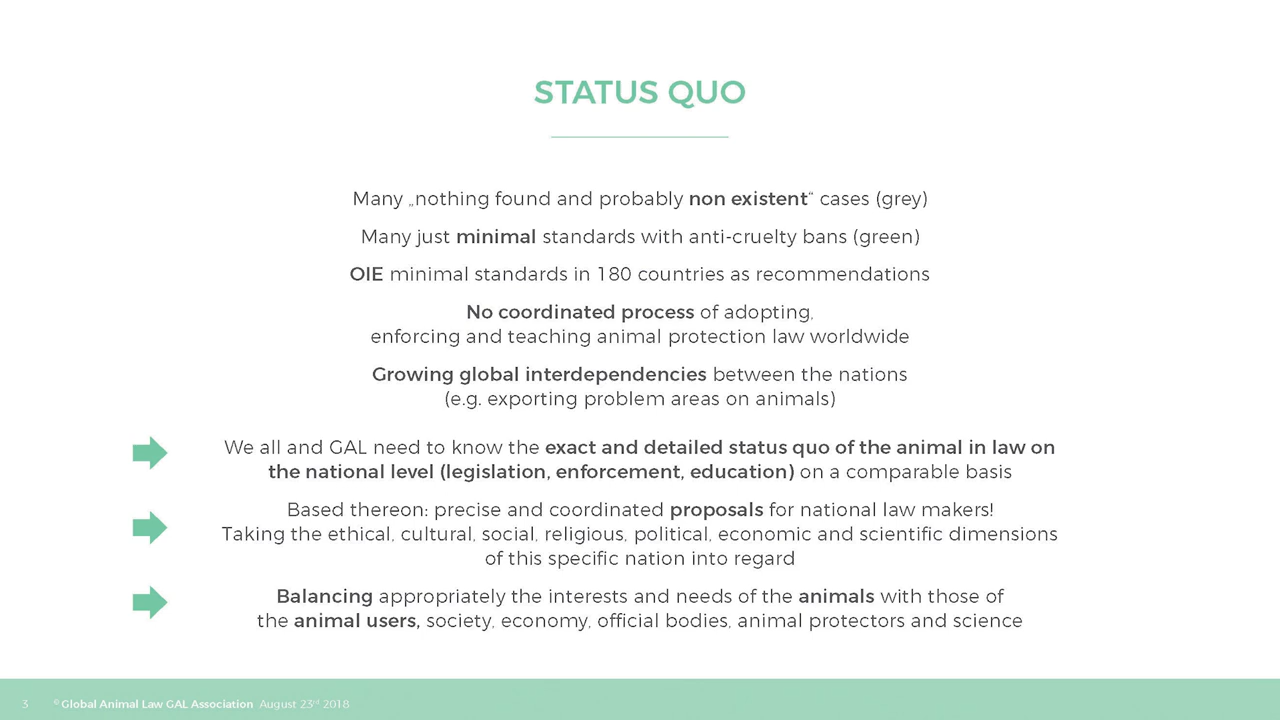 STATUS QUO
Many „nothing found and probably non existent“ cases (grey)
Many just minimal standards with anti-cruelty bans (green)
OIE minimal standards in 180 countries as recommendations
No coordinated process of adopting,
enforcing and teaching animal protection law worldwide
Growing global interdependencies between the nations
(e.g. exporting problem areas on animals)
We all and GAL need to know the exact and detailed status quo of the animal in law on
the national level (legislation, enforcement, education) on a comparable basis
Based thereon: precise and coordinated proposals for national law makers!
Taking the ethical, cultural, social, religious, political, economic and scientific dimensions
of this specific nation into regard
Balancing appropriately the interests and needs of the animals with those of
the animal users, society, economy, official bodies, animal protectors and science
3 © Global Animal Law GAL Association August 23rd 2018